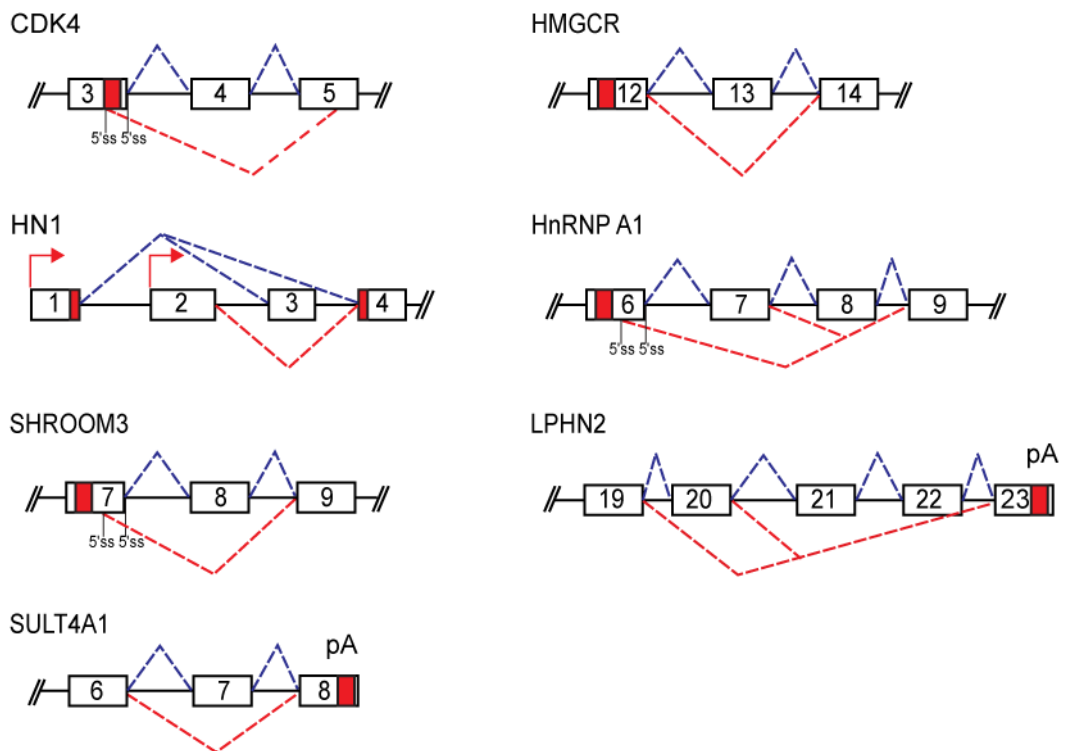 CDK4
3 4 5
5'ss 5'ss
HN1
1 2 3 4
SHROOM3
7 8 9
5'ss 5'ss
SULT4A1
pA
6 7 8
HMGCR
12 13 14
HnRNP A1
6 7 8 9
5'ss 5'ss
LPHN2
pA
19 20 21 22 23